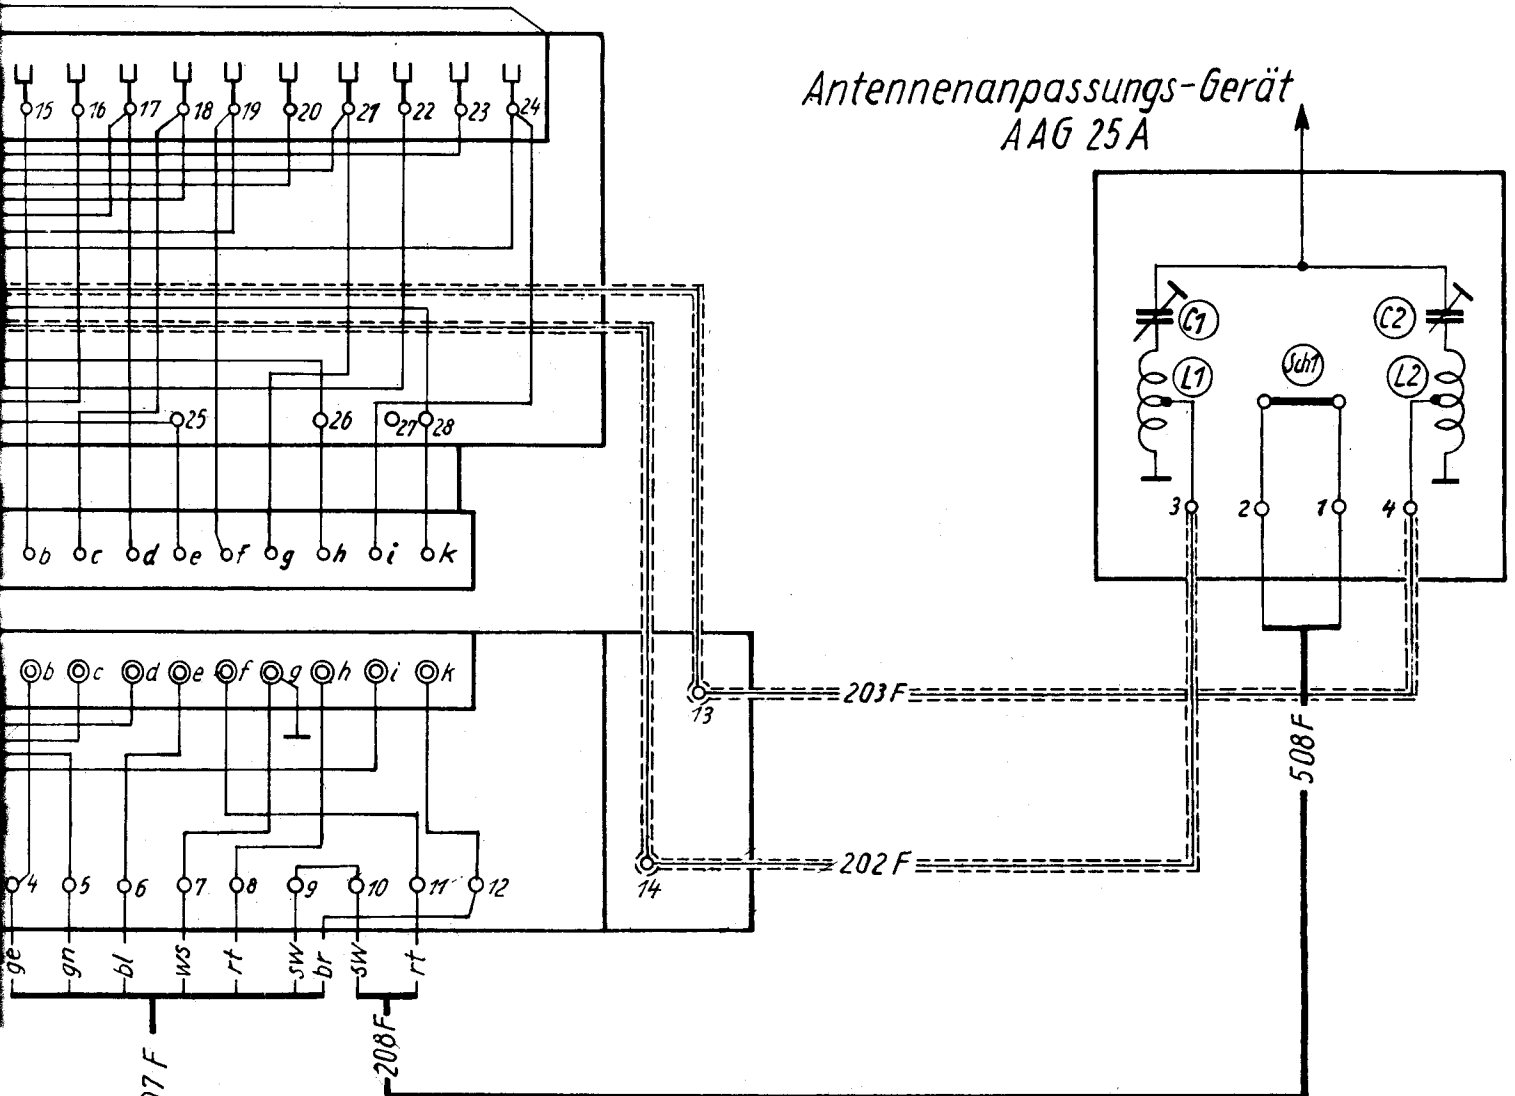 Antennenanpassungs-Gerät
AAG 25A
15 16 17 18 19 20 21 22 23 24
C1 C2
L1 Sch1 L2
25 26 27 28
3 2 1 4
b c d e f g h i k
b c d e f g h i k
13 203F
508F
14 202F
4 5 6 7 8 9 10 11 12
ge gn bl ws rt sw br sw rt
07F 208F